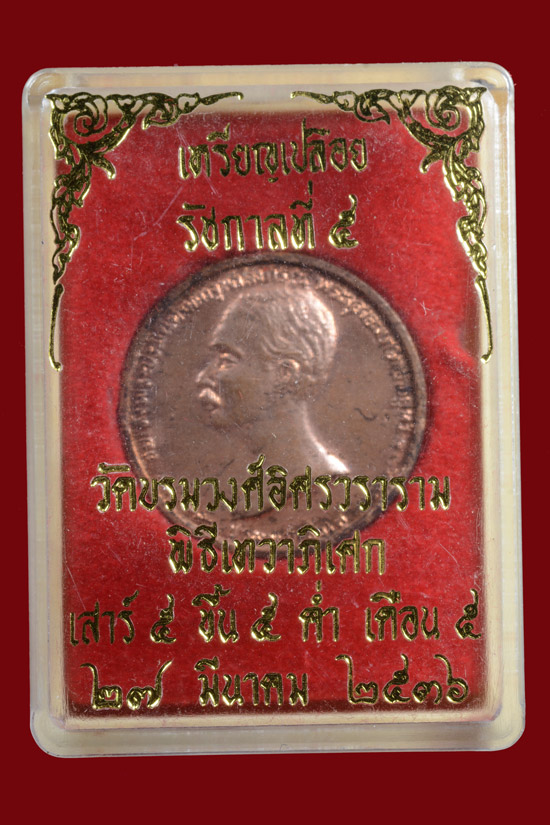 เหรียญเปลือย
รัชกาลที่ ๕
วัดบรมวงศ์อิศรวราราม
พิธีเทวาภิเศก
เสาร์ ๕ ขึ้น ๕ ค่ำ เดือน ๕
๒๗ มีนาคม ๒๕๓๖